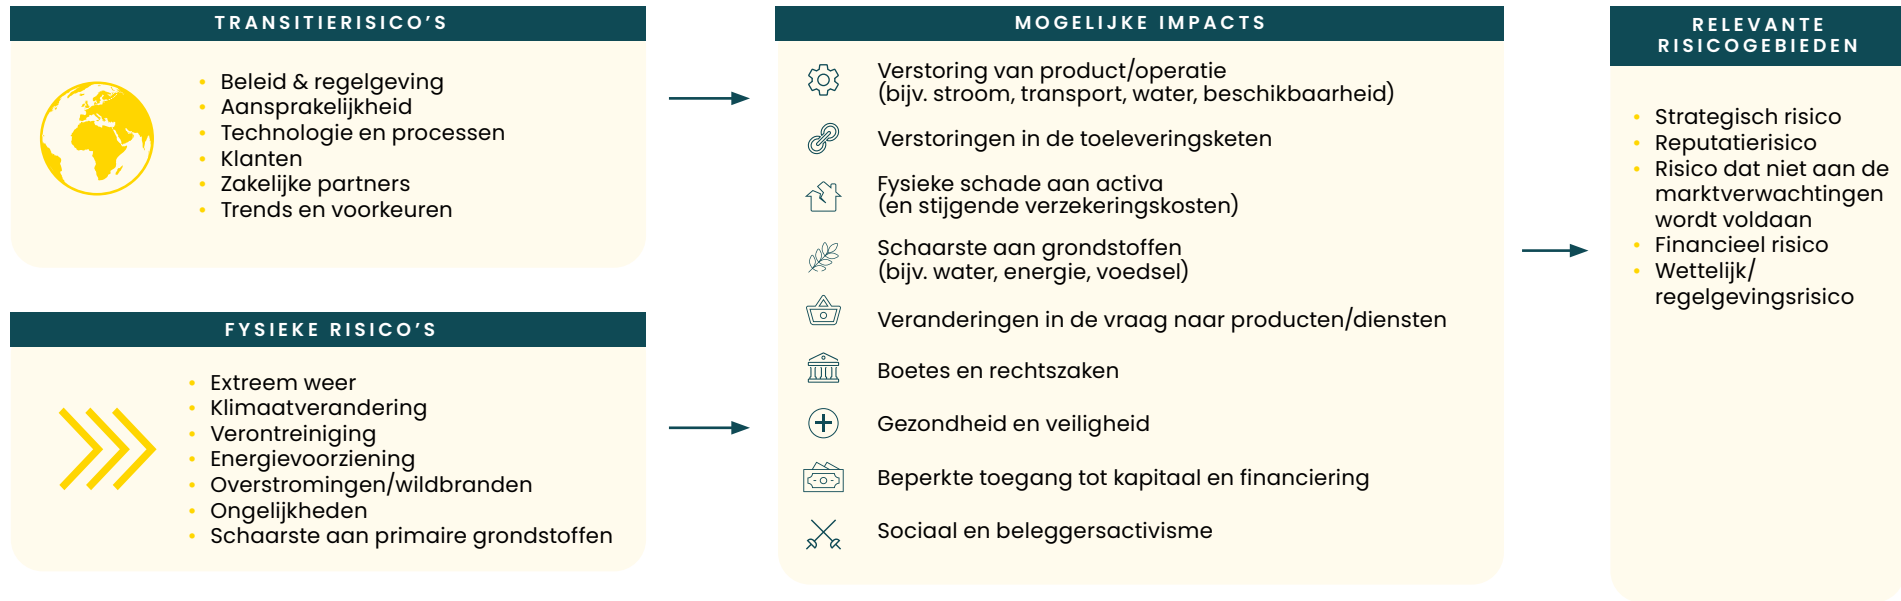 TRANSITIERISICO’S
• Beleid & regelgeving
• Aansprakelijkheid
• Technologie en processen
• Klanten
• Zakelijke partners
• Trends en voorkeuren
FYSIEKE RISICO’S
• Extreem weer
• Klimaatverandering
• Verontreiniging
• Energievoorziening
• Overstromingen/wildbranden
• Ongelijkheden
• Schaarste aan primaire grondstoffen
MOGELIJKE IMPACTS
Verstoring van product/operatie
(bijv. stroom, transport, water, beschikbaarheid)
Verstoringen in de toeleveringsketen
Fysieke schade aan activa
(en stijgende verzekeringskosten)
Schaarste aan grondstoffen
(bijv. water, energie, voedsel)
Veranderingen in de vraag naar producten/diensten
Boetes en rechtszaken
Gezondheid en veiligheid
Beperkte toegang tot kapitaal en financiering
Sociaal en beleggersactivisme
RELEVANTE
RISICOGEBIEDEN
• Strategisch risico
• Reputatierisico
• Risico dat niet aan de
marktverwachtingen
wordt voldaan
• Financieel risico
• Wettelijk/
regelgevingsrisico